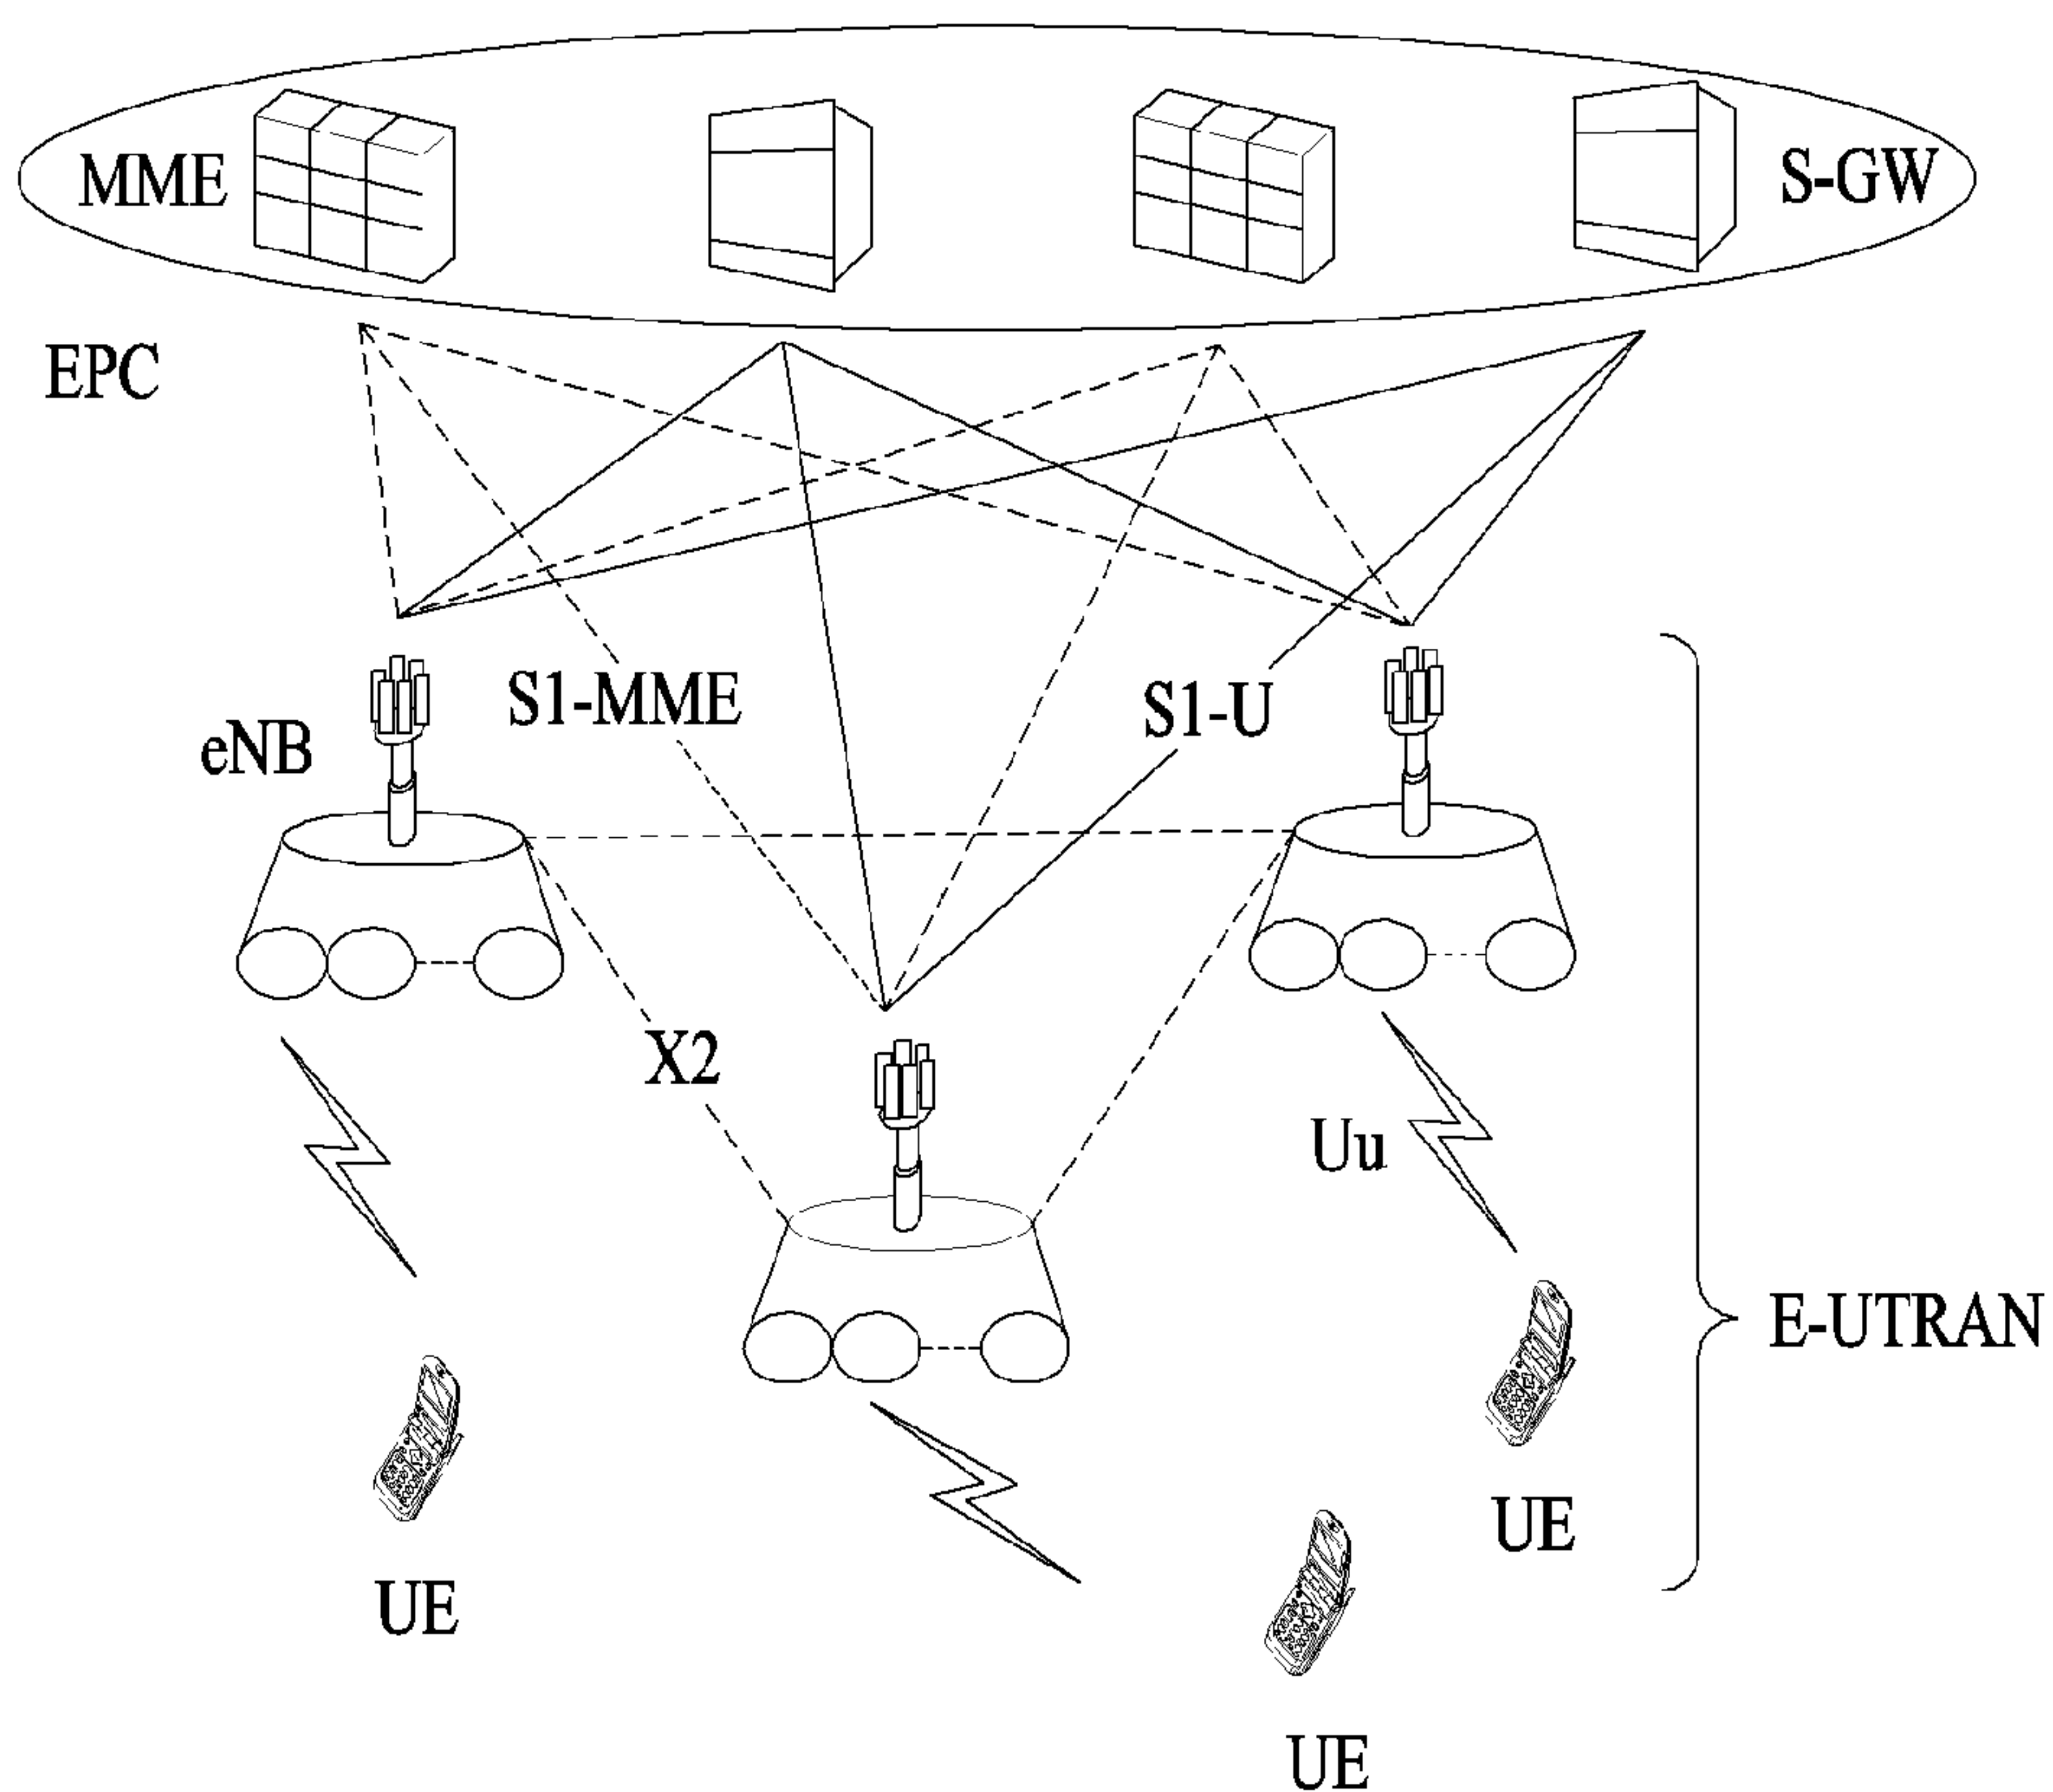 MME
S-GW
EPC
S1-MME
S1-U
eNB
X2
Uu
E-UTRAN
UE
UE
UE